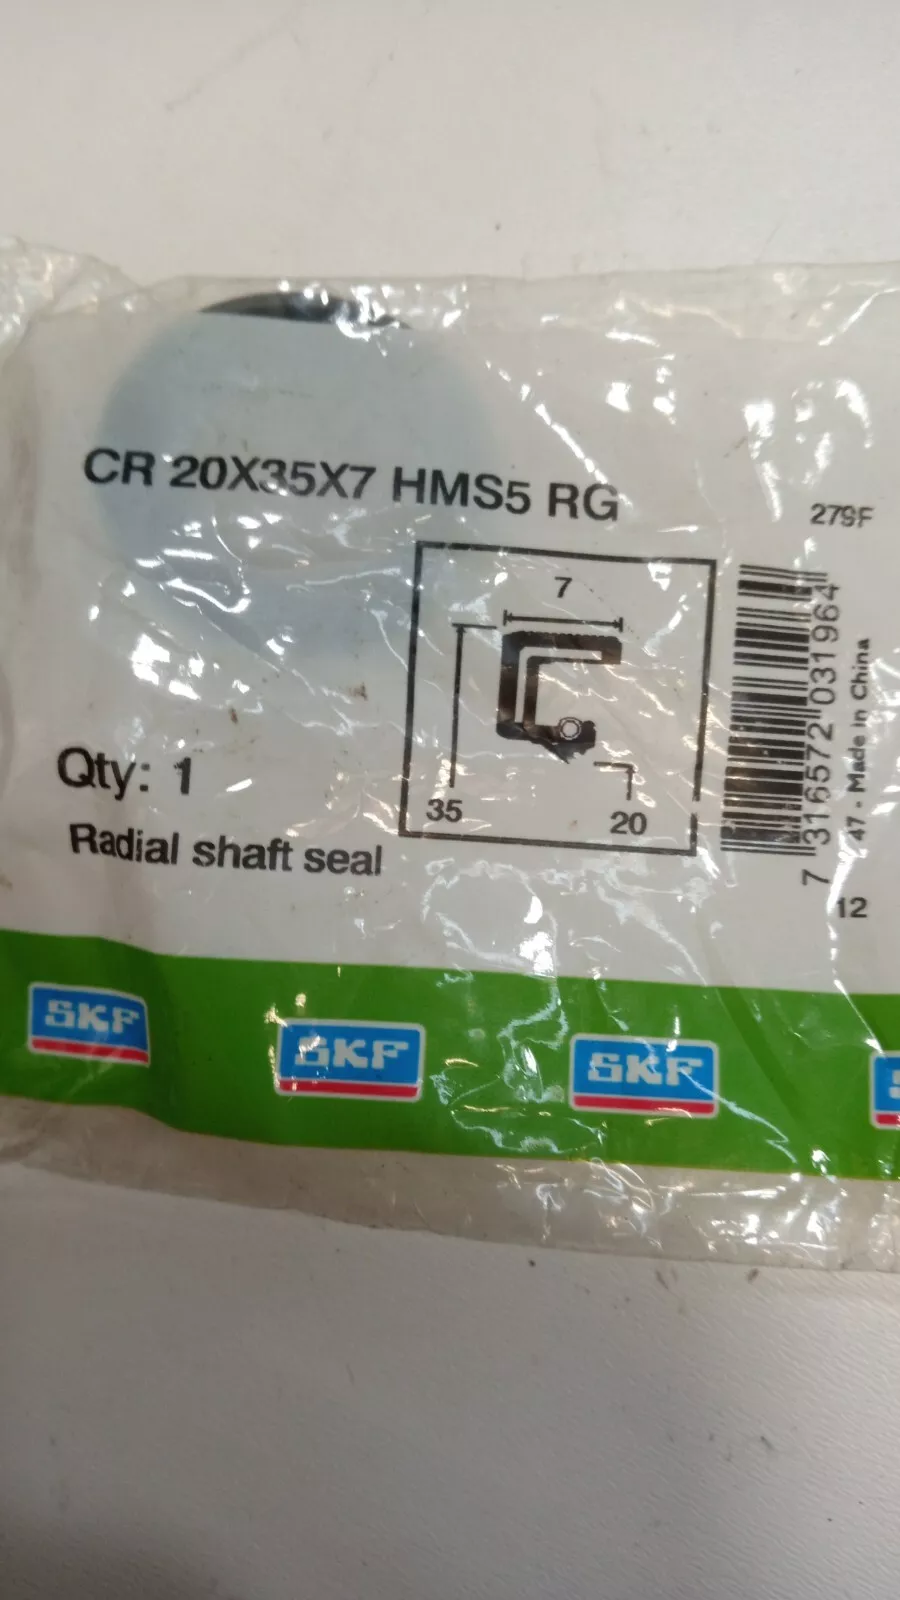 CR 20X35X7 HMS5 RG
279F
7
35
20
Qty: 1
Radial shaft seal
7 316572 031964
47 - Made in China
12
SKF
SKF
SKF